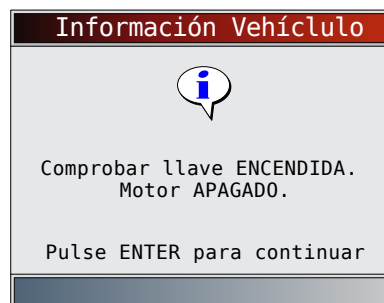 Información Vehíclulo
i
Comprobar llave ENCENDIDA.
Motor APAGADO.
Pulse ENTER para continuar